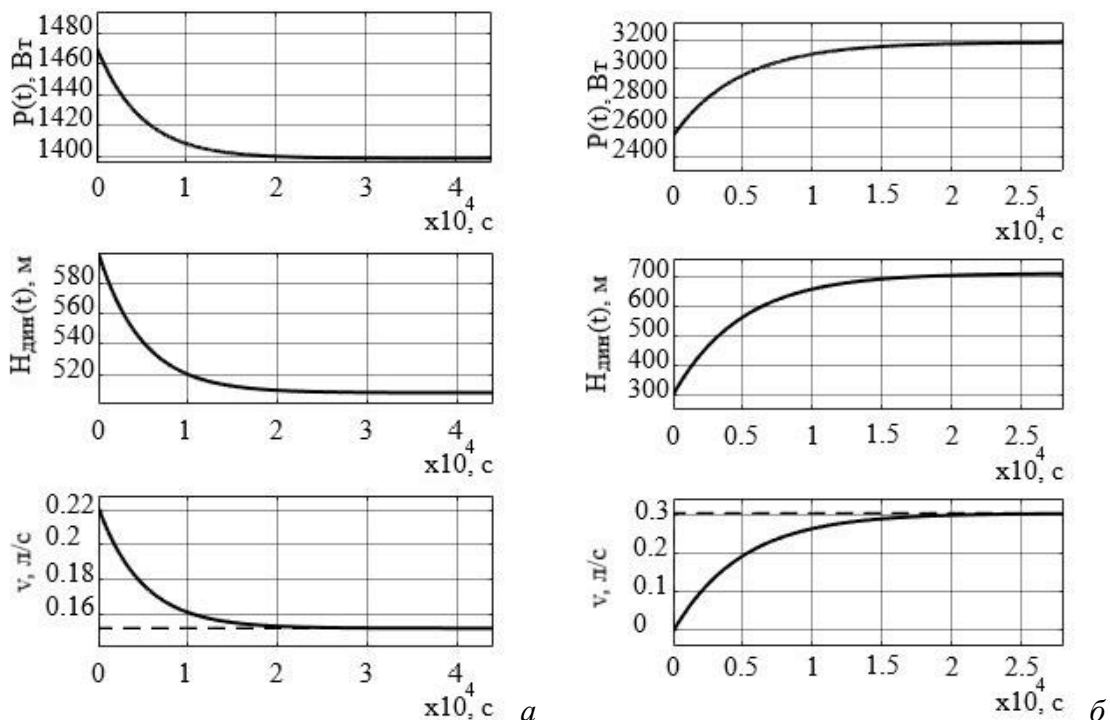 P(t), Вт
1480
1460
1440
1420
1400
0 1 2 3 4
x10⁴, с
Hдин(t), м
580
560
540
520
0 1 2 3 4
x10⁴, с
v, л/с
0.22
0.2
0.18
0.16
0 1 2 3 4
x10⁴, с
а
P(t), Вт
3200
3000
2800
2600
2400
0 0.5 1 1.5 2 2.5
x10⁴, с
Hдин(t), м
700
600
500
400
300
0 0.5 1 1.5 2 2.5
x10⁴, с
v, л/с
0.3
0.2
0.1
0
0 0.5 1 1.5 2 2.5
x10⁴, с
б